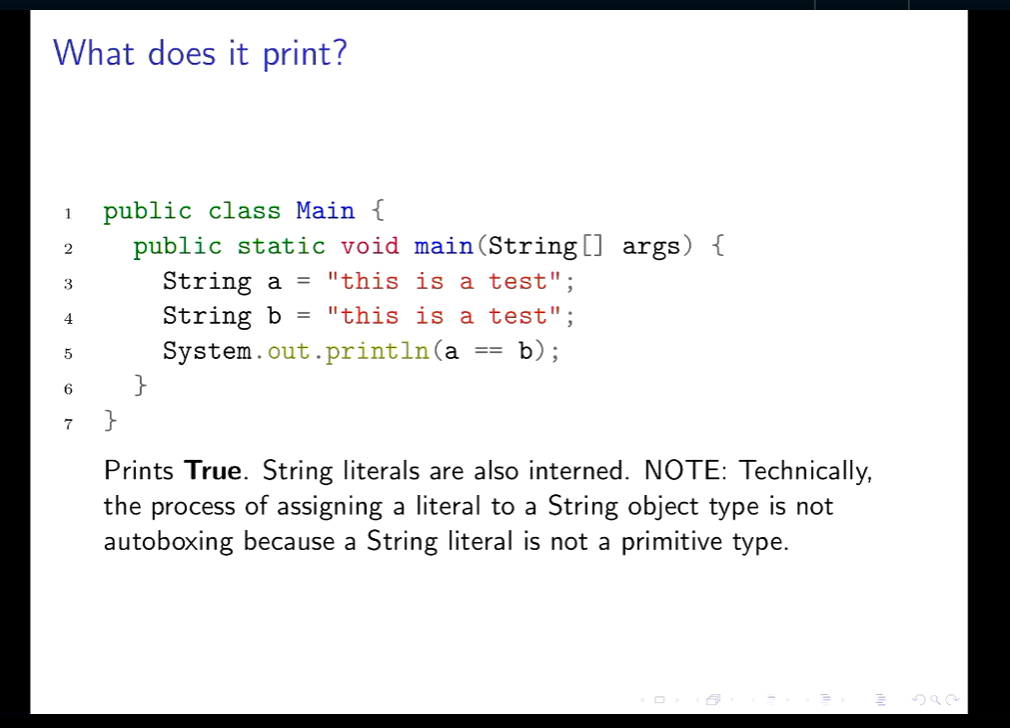 What does it print?
1 public class Main {
2 public static void main(String[] args) {
3 String a = "this is a test";
4 String b = "this is a test";
5 System.out.println(a == b);
6 }
7 }
Prints True. String literals are also interned. NOTE: Technically,
the process of assigning a literal to a String object type is not
autoboxing because a String literal is not a primitive type.